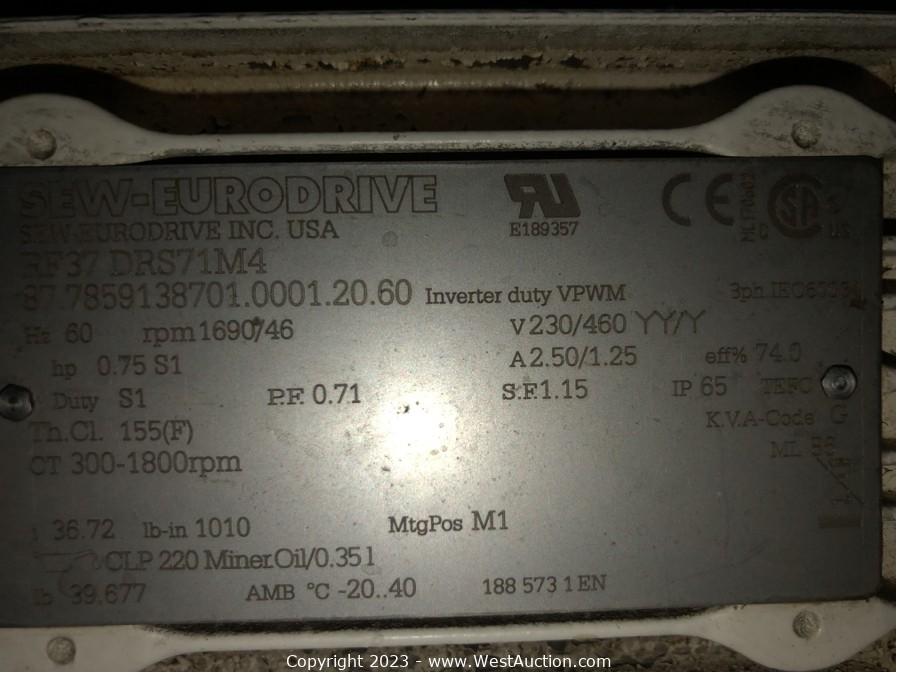 SEW-EURODRIVE
SEW-EURODRIVE INC. USA
E189357
RF37 DRS71M4
87.7859138701.0001.20.60 Inverter duty VPWM 3ph
Hz 60 rpm 1690/46 V 230/460 YY/Y
hp 0.75 S1 A 2.50/1.25 eff% 74.0
Duty S1 P.F. 0.71 S.F. 1.15 IP 65 TEFC
Th.Cl. 155(F) K.V.A-Code G
CT 300-1800rpm ML
i 36.72 lb-in 1010 MtgPos M1
CLP 220 Miner.Oil/0.35 l
lb 39.677 AMB °C -20..40 188 573 1 EN
Copyright 2023 - www.WestAuction.com